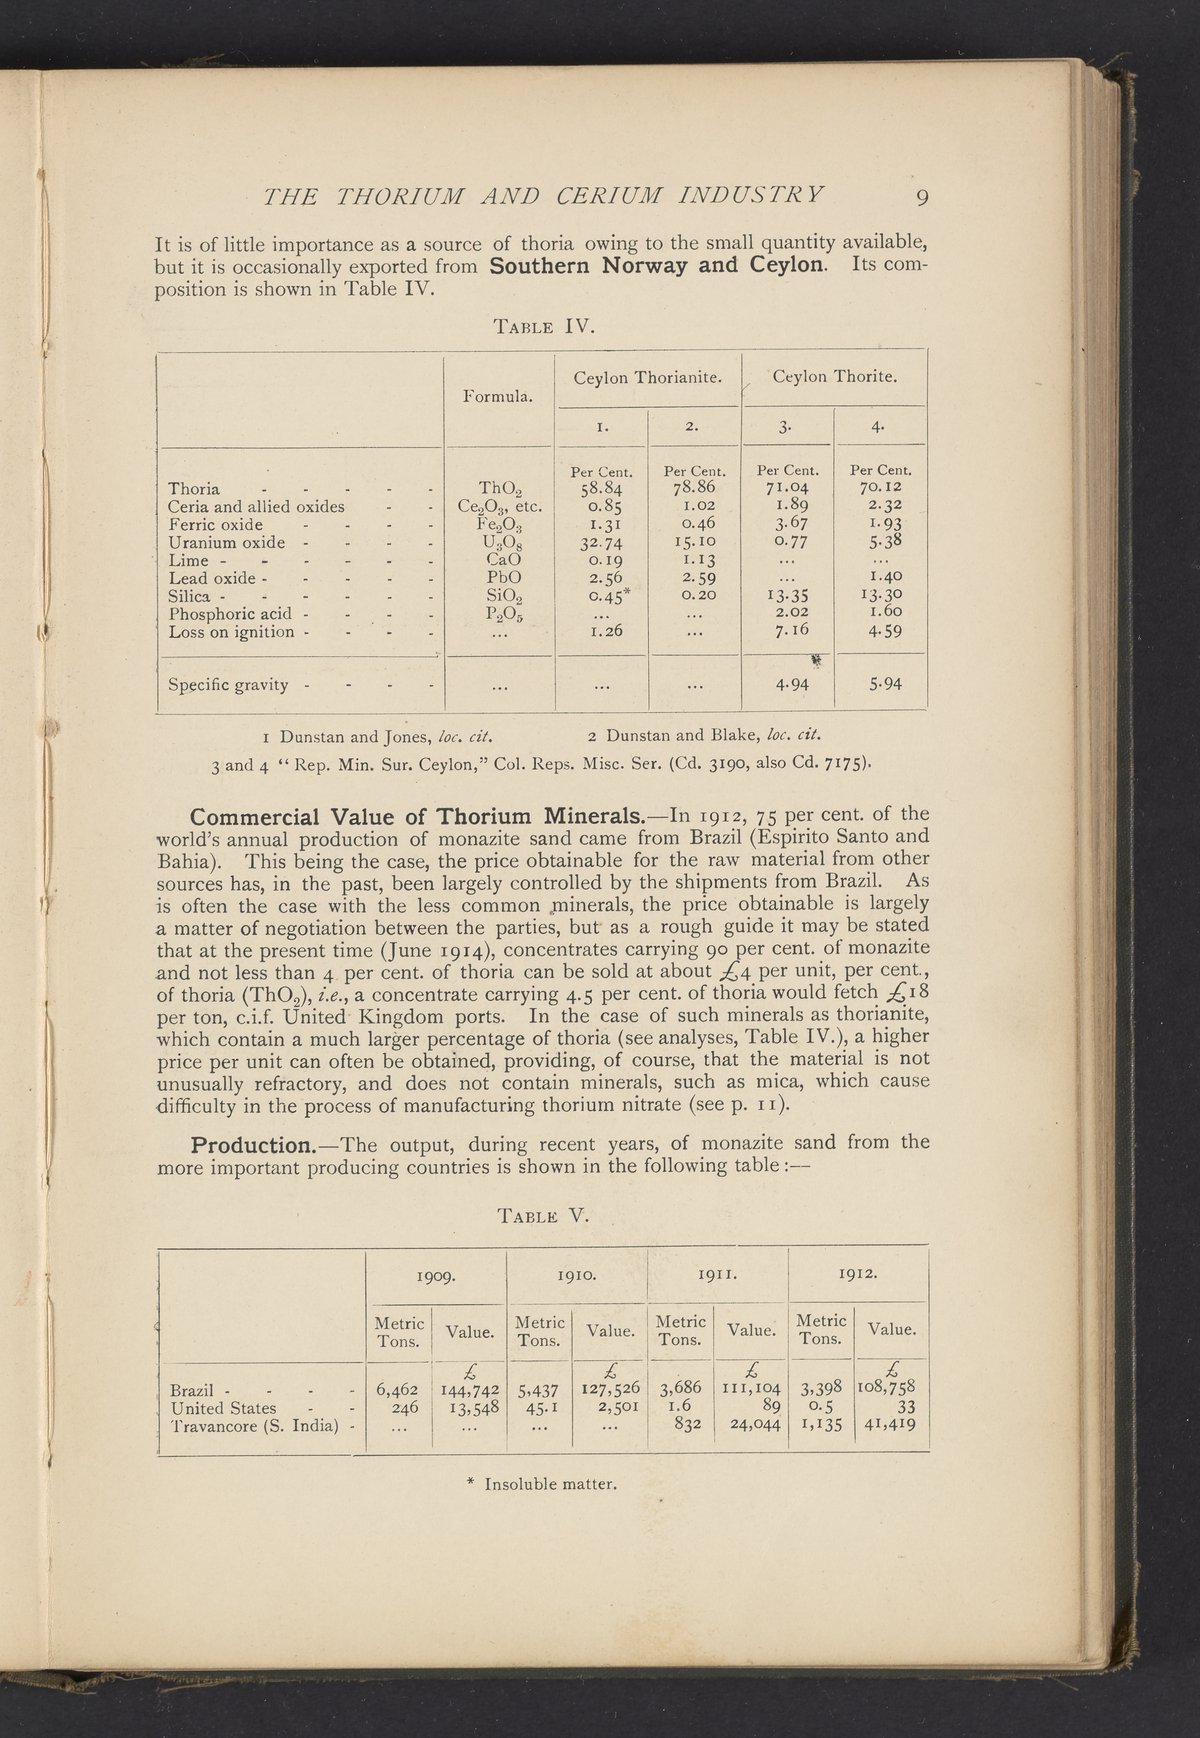 THE THORIUM AND CERIUM INDUSTRY 9
It is of little importance as a source of thoria owing to the small quantity available,
but it is occasionally exported from Southern Norway and Ceylon. Its com-
position is shown in Table IV.
TABLE IV.
Formula. Ceylon Thorianite. Ceylon Thorite.
1. 2. 3. 4.
Per Cent. Per Cent. Per Cent. Per Cent.
Thoria - - - - - ThO₂ 58.84 78.86 71.04 70.12
Ceria and allied oxides - - Ce₂O₃, etc. 0.85 1.02 1.89 2.32
Ferric oxide - - - - Fe₂O₃ 1.31 0.46 3.67 1.93
Uranium oxide - - - - U₃O₈ 32.74 15.10 0.77 5.38
Lime - - - - - - CaO 0.19 1.13 ... ...
Lead oxide - - - - - PbO 2.56 2.59 ... 1.40
Silica - - - - - - SiO₂ 0.45* 0.20 13.35 13.30
Phosphoric acid - - - - P₂O₅ ... ... 2.02 1.60
Loss on ignition - - - - ... 1.26 ... 7.16 4.59
Specific gravity - - - - ... ... ... 4.94 5.94
1 Dunstan and Jones, loc. cit. 2 Dunstan and Blake, loc. cit.
3 and 4 “Rep. Min. Sur. Ceylon,” Col. Reps. Misc. Ser. (Cd. 3190, also Cd. 7175).
Commercial Value of Thorium Minerals.—In 1912, 75 per cent. of the
world's annual production of monazite sand came from Brazil (Espirito Santo and
Bahia). This being the case, the price obtainable for the raw material from other
sources has, in the past, been largely controlled by the shipments from Brazil. As
is often the case with the less common minerals, the price obtainable is largely
a matter of negotiation between the parties, but as a rough guide it may be stated
that at the present time (June 1914), concentrates carrying 90 per cent. of monazite
and not less than 4 per cent. of thoria can be sold at about £4 per unit, per cent.,
of thoria (ThO₂), i.e., a concentrate carrying 4.5 per cent. of thoria would fetch £18
per ton, c.i.f. United Kingdom ports. In the case of such minerals as thorianite,
which contain a much larger percentage of thoria (see analyses, Table IV.), a higher
price per unit can often be obtained, providing, of course, that the material is not
unusually refractory, and does not contain minerals, such as mica, which cause
difficulty in the process of manufacturing thorium nitrate (see p. 11).
Production.—The output, during recent years, of monazite sand from the
more important producing countries is shown in the following table:—
TABLE V.
1909. 1910. 1911. 1912.
Metric Tons. Value. Metric Tons. Value. Metric Tons. Value. Metric Tons. Value.
£ £ £ £
Brazil - - - - 6,462 144,742 5,437 127,526 3,686 111,104 3,398 108,758
United States - - 246 13,548 45.1 2,501 1.6 89 0.5 33
Travancore (S. India) - ... ... ... ... 832 24,044 1,135 41,419
* Insoluble matter.